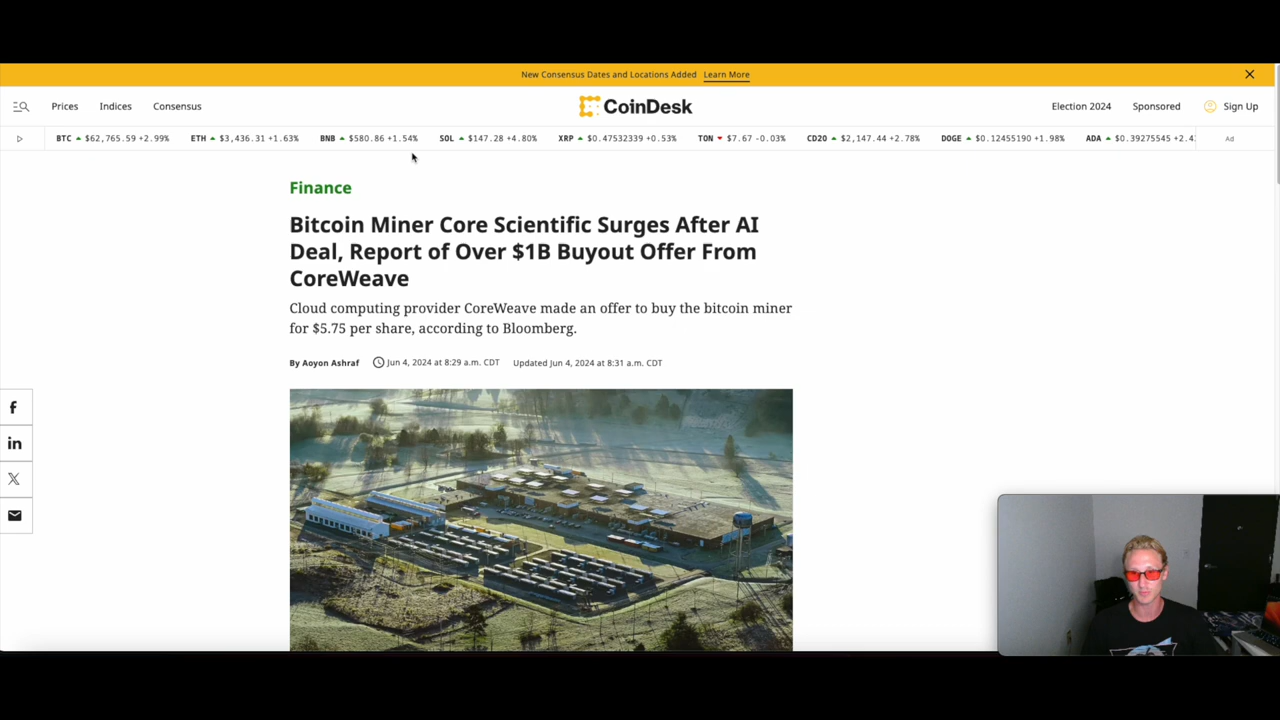 New Consensus Dates and Locations Added Learn More
Prices Indices Consensus CoinDesk Election 2024 Sponsored Sign Up
BTC $62,765.59 +2.99% ETH $3,436.31 +1.63% BNB $580.86 +1.54% SOL $147.28 +4.80% XRP $0.47532339 +0.53% TON $7.67 -0.03% CD20 $2,147.44 +2.78% DOGE $0.12455190 +1.98% ADA $0.39275545 Ad
Finance
Bitcoin Miner Core Scientific Surges After AI
Deal, Report of Over $1B Buyout Offer From
CoreWeave
Cloud computing provider CoreWeave made an offer to buy the bitcoin miner
for $5.75 per share, according to Bloomberg.
By Aoyon Ashraf Jun 4, 2024 at 8:29 a.m. CDT Updated Jun 4, 2024 at 8:31 a.m. CDT